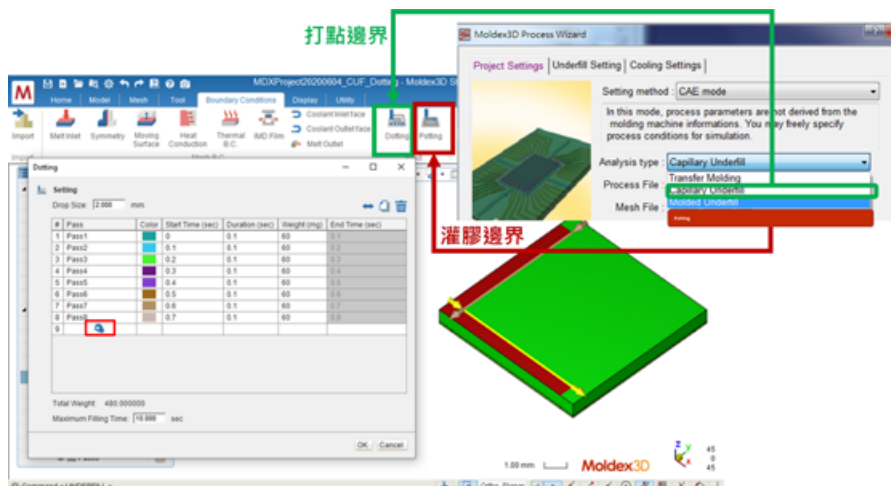 打點邊界
Moldex3D Process Wizard
Project Settings
Underfill Setting
Cooling Settings
Setting method :
CAE mode
In this mode, process parameters are not derived from the
molding machine informations. You may freely specify
process conditions for simulation.
Analysis type :
Capillary Underfill
Transfer Molding
Capillary Underfill
Molded Underfill
Potting
Process File :
Mesh File :
MDXProject20200604_CUF_Dotting - Moldex3D St
Home
Model
Mesh
Tool
Boundary Conditions
Display
Utility
Import
Melt Inlet
Symmetry
Moving Surface
Heat Conduction
Thermal B.C.
IMD Film
Coolant Inlet Face
Coolant Outlet Face
Melt Outlet
Dotting
Potting
灌膠邊界
Dotting
Setting
Drop Size: 2.000 mm
# Pass Color Start Time (sec) Duration (sec) Weight (mg) End Time (sec)
1 Pass1 0 0.1 60 0.1
2 Pass2 0.1 0.1 60 0.2
3 Pass3 0.2 0.1 60 0.3
4 Pass4 0.3 0.1 60 0.4
5 Pass5 0.4 0.1 60 0.5
6 Pass6 0.5 0.1 60 0.6
7 Pass7 0.6 0.1 60 0.7
8 Pass8 0.7 0.1 60 0.8
9
Total Weight: 480.000000
Maximum Filling Time: 10.000 sec
OK
Cancel
1.00 mm
Moldex3D
z
y
x
45
0
45